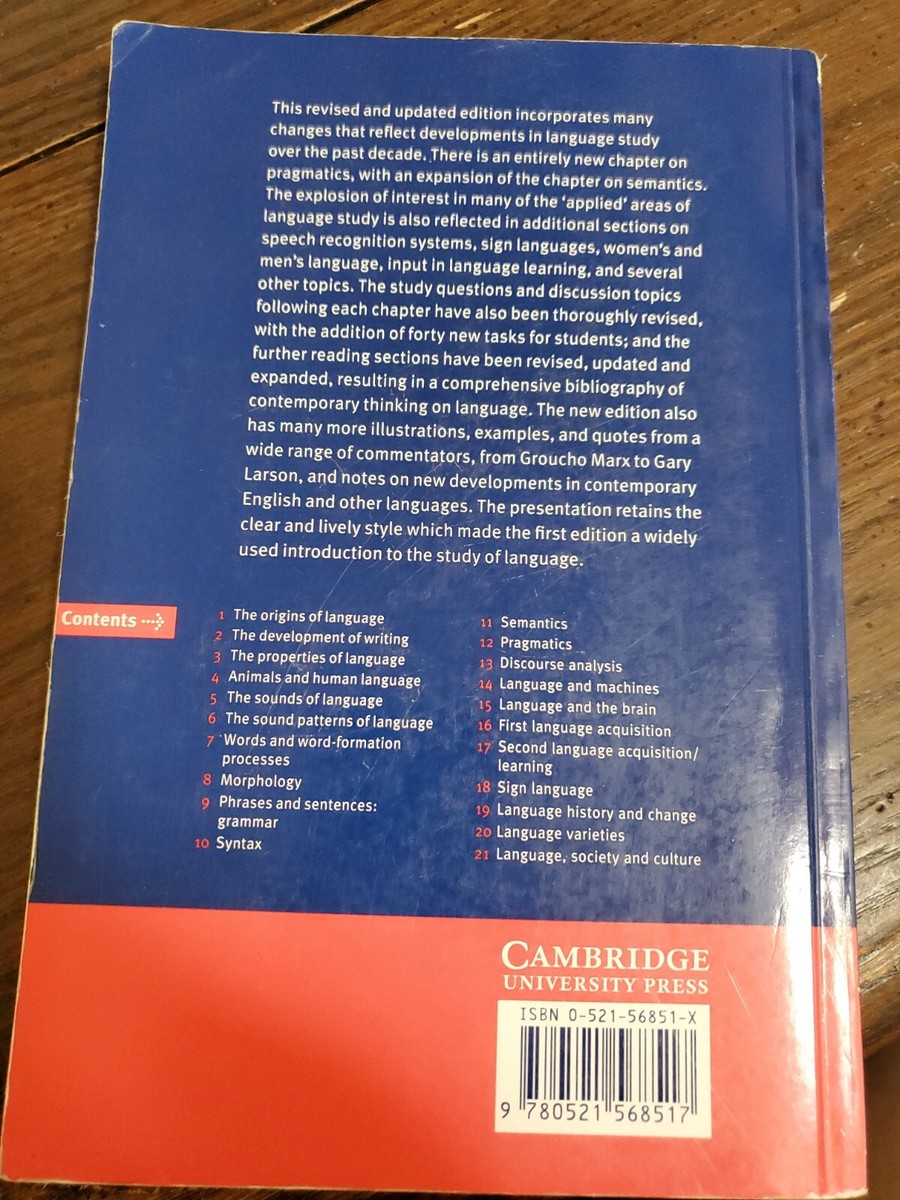 This revised and updated edition incorporates many
changes that reflect developments in language study
over the past decade. There is an entirely new chapter on
pragmatics, with an expansion of the chapter on semantics.
The explosion of interest in many of the ‘applied’ areas of
language study is also reflected in additional sections on
speech recognition systems, sign languages, women's and
men's language, input in language learning, and several
other topics. The study questions and discussion topics
following each chapter have also been thoroughly revised,
with the addition of forty new tasks for students; and the
further reading sections have been revised, updated and
expanded, resulting in a comprehensive bibliography of
contemporary thinking on language. The new edition also
has many more illustrations, examples, and quotes from a
wide range of commentators, from Groucho Marx to Gary
Larson, and notes on new developments in contemporary
English and other languages. The presentation retains the
clear and lively style which made the first edition a widely
used introduction to the study of language.
Contents
1 The origins of language
2 The development of writing
3 The properties of language
4 Animals and human language
5 The sounds of language
6 The sound patterns of language
7 Words and word-formation
processes
8 Morphology
9 Phrases and sentences:
grammar
10 Syntax
11 Semantics
12 Pragmatics
13 Discourse analysis
14 Language and machines
15 Language and the brain
16 First language acquisition
17 Second language acquisition/
learning
18 Sign language
19 Language history and change
20 Language varieties
21 Language, society and culture
CAMBRIDGE
UNIVERSITY PRESS
ISBN 0-521-56851-X
9 780521 568517